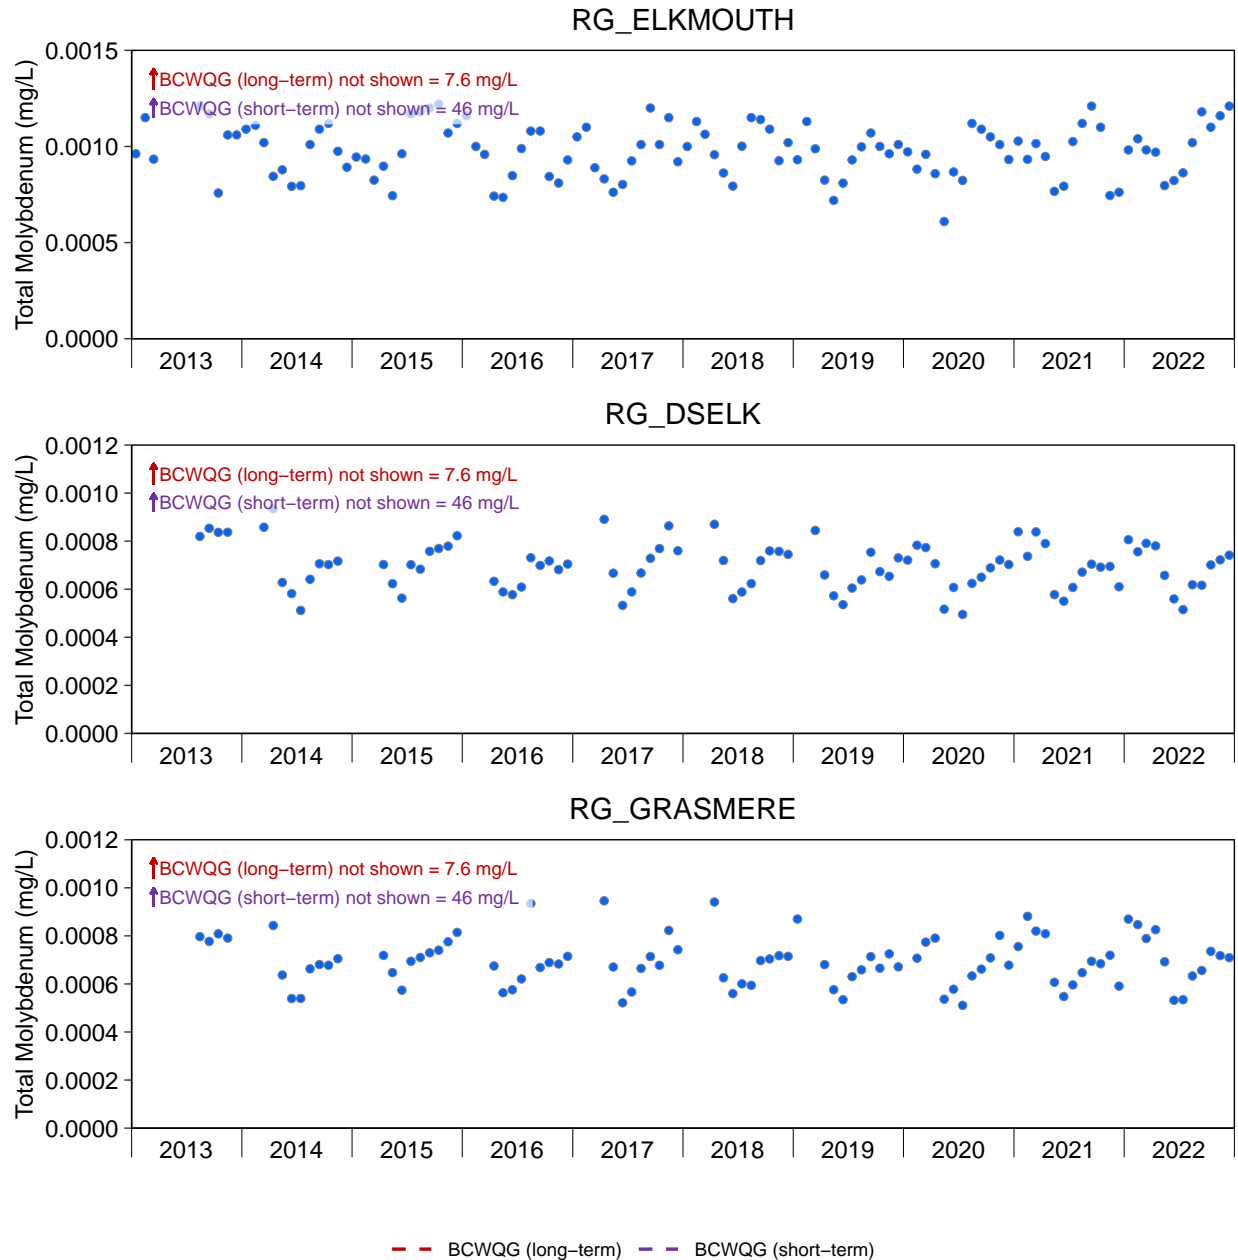 RG_ELKMOUTH
Total Molybdenum (mg/L)
0.0015
0.0010
0.0005
0.0000
BCWQG (long−term) not shown = 7.6 mg/L
BCWQG (short−term) not shown = 46 mg/L
2013 2014 2015 2016 2017 2018 2019 2020 2021 2022
RG_DSELK
Total Molybdenum (mg/L)
0.0012
0.0010
0.0008
0.0006
0.0004
0.0002
0.0000
BCWQG (long−term) not shown = 7.6 mg/L
BCWQG (short−term) not shown = 46 mg/L
2013 2014 2015 2016 2017 2018 2019 2020 2021 2022
RG_GRASMERE
Total Molybdenum (mg/L)
0.0012
0.0010
0.0008
0.0006
0.0004
0.0002
0.0000
BCWQG (long−term) not shown = 7.6 mg/L
BCWQG (short−term) not shown = 46 mg/L
2013 2014 2015 2016 2017 2018 2019 2020 2021 2022
BCWQG (long−term) BCWQG (short−term)